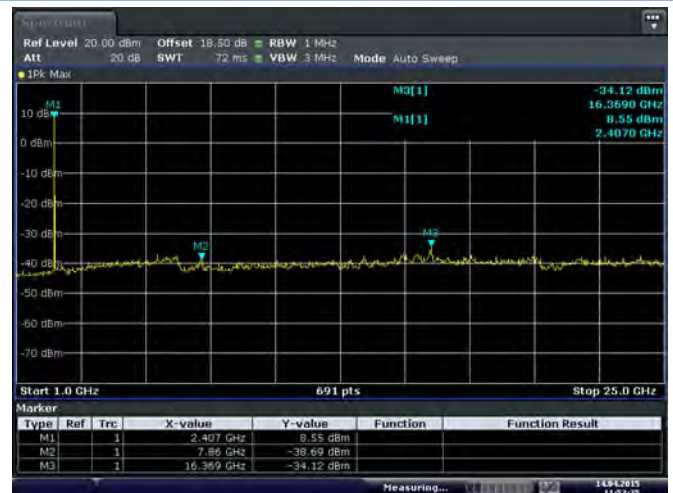 Spectrum
Ref Level 20.00 dBm Offset 18.50 dB RBW 1 MHz
Att 20 dB SWT 72 ms VBW 3 MHz Mode Auto Sweep
1Pk Max
M3[1] -34.12 dBm
16.3690 GHz
M1[1] 8.55 dBm
2.4070 GHz
M1
10 dBm
0 dBm
-10 dBm
-20 dBm
-30 dBm
M2
M3
-40 dBm
-50 dBm
-60 dBm
-70 dBm
Start 1.0 GHz 691 pts Stop 25.0 GHz
Marker
Type Ref Trc X-value Y-value Function Function Result
M1 1 2.407 GHz 8.55 dBm
M2 1 7.86 GHz -38.69 dBm
M3 1 16.369 GHz -34.12 dBm
Measuring... 14.04.2015